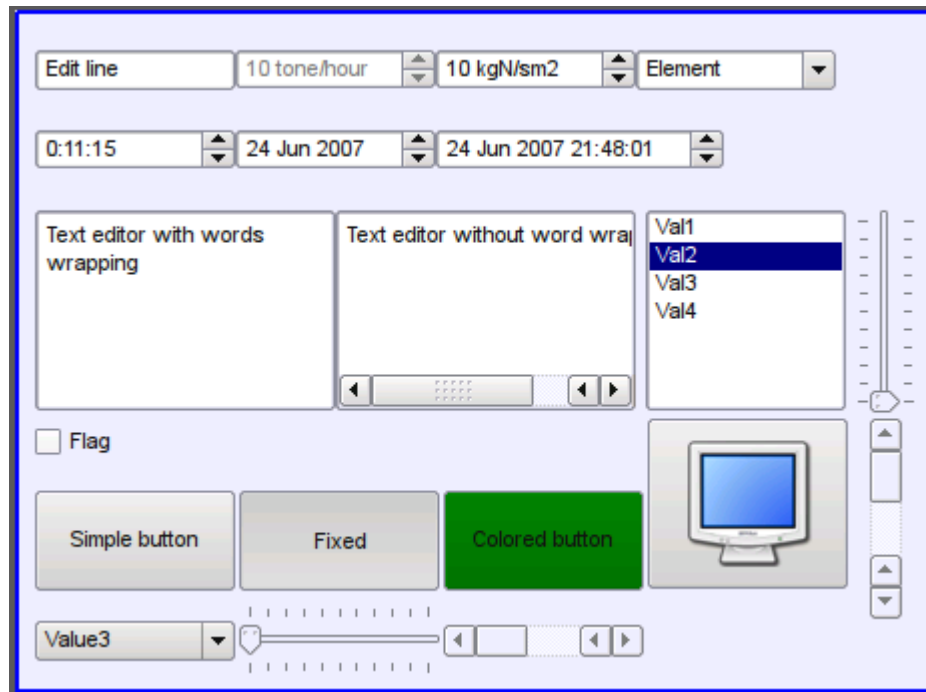 Edit line
10 tone/hour
10 kgN/sm2
Element
0:11:15
24 Jun 2007
24 Jun 2007 21:48:01
Text editor with words
wrapping
Text editor without word wrap
Val1
Val2
Val3
Val4
Flag
Simple button
Fixed
Colored button
Value3